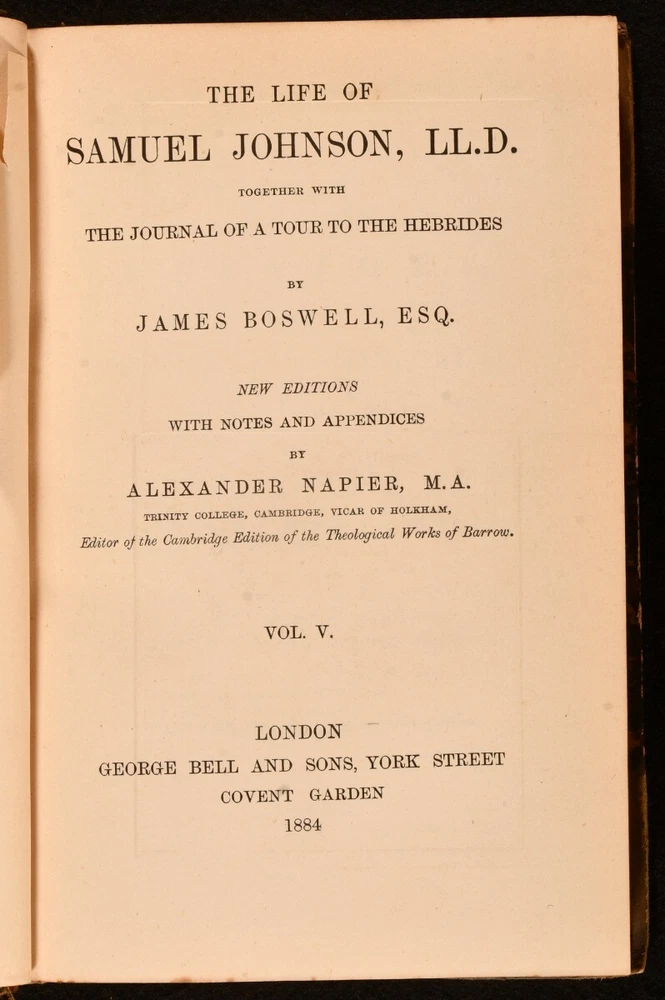 THE LIFE OF
SAMUEL JOHNSON, LL.D.
TOGETHER WITH
THE JOURNAL OF A TOUR TO THE HEBRIDES
BY
JAMES BOSWELL, ESQ.
NEW EDITIONS
WITH NOTES AND APPENDICES
BY
ALEXANDER NAPIER, M.A.
TRINITY COLLEGE, CAMBRIDGE, VICAR OF HOLKHAM,
Editor of the Cambridge Edition of the Theological Works of Barrow.
VOL. V.
LONDON
GEORGE BELL AND SONS, YORK STREET
COVENT GARDEN
1884